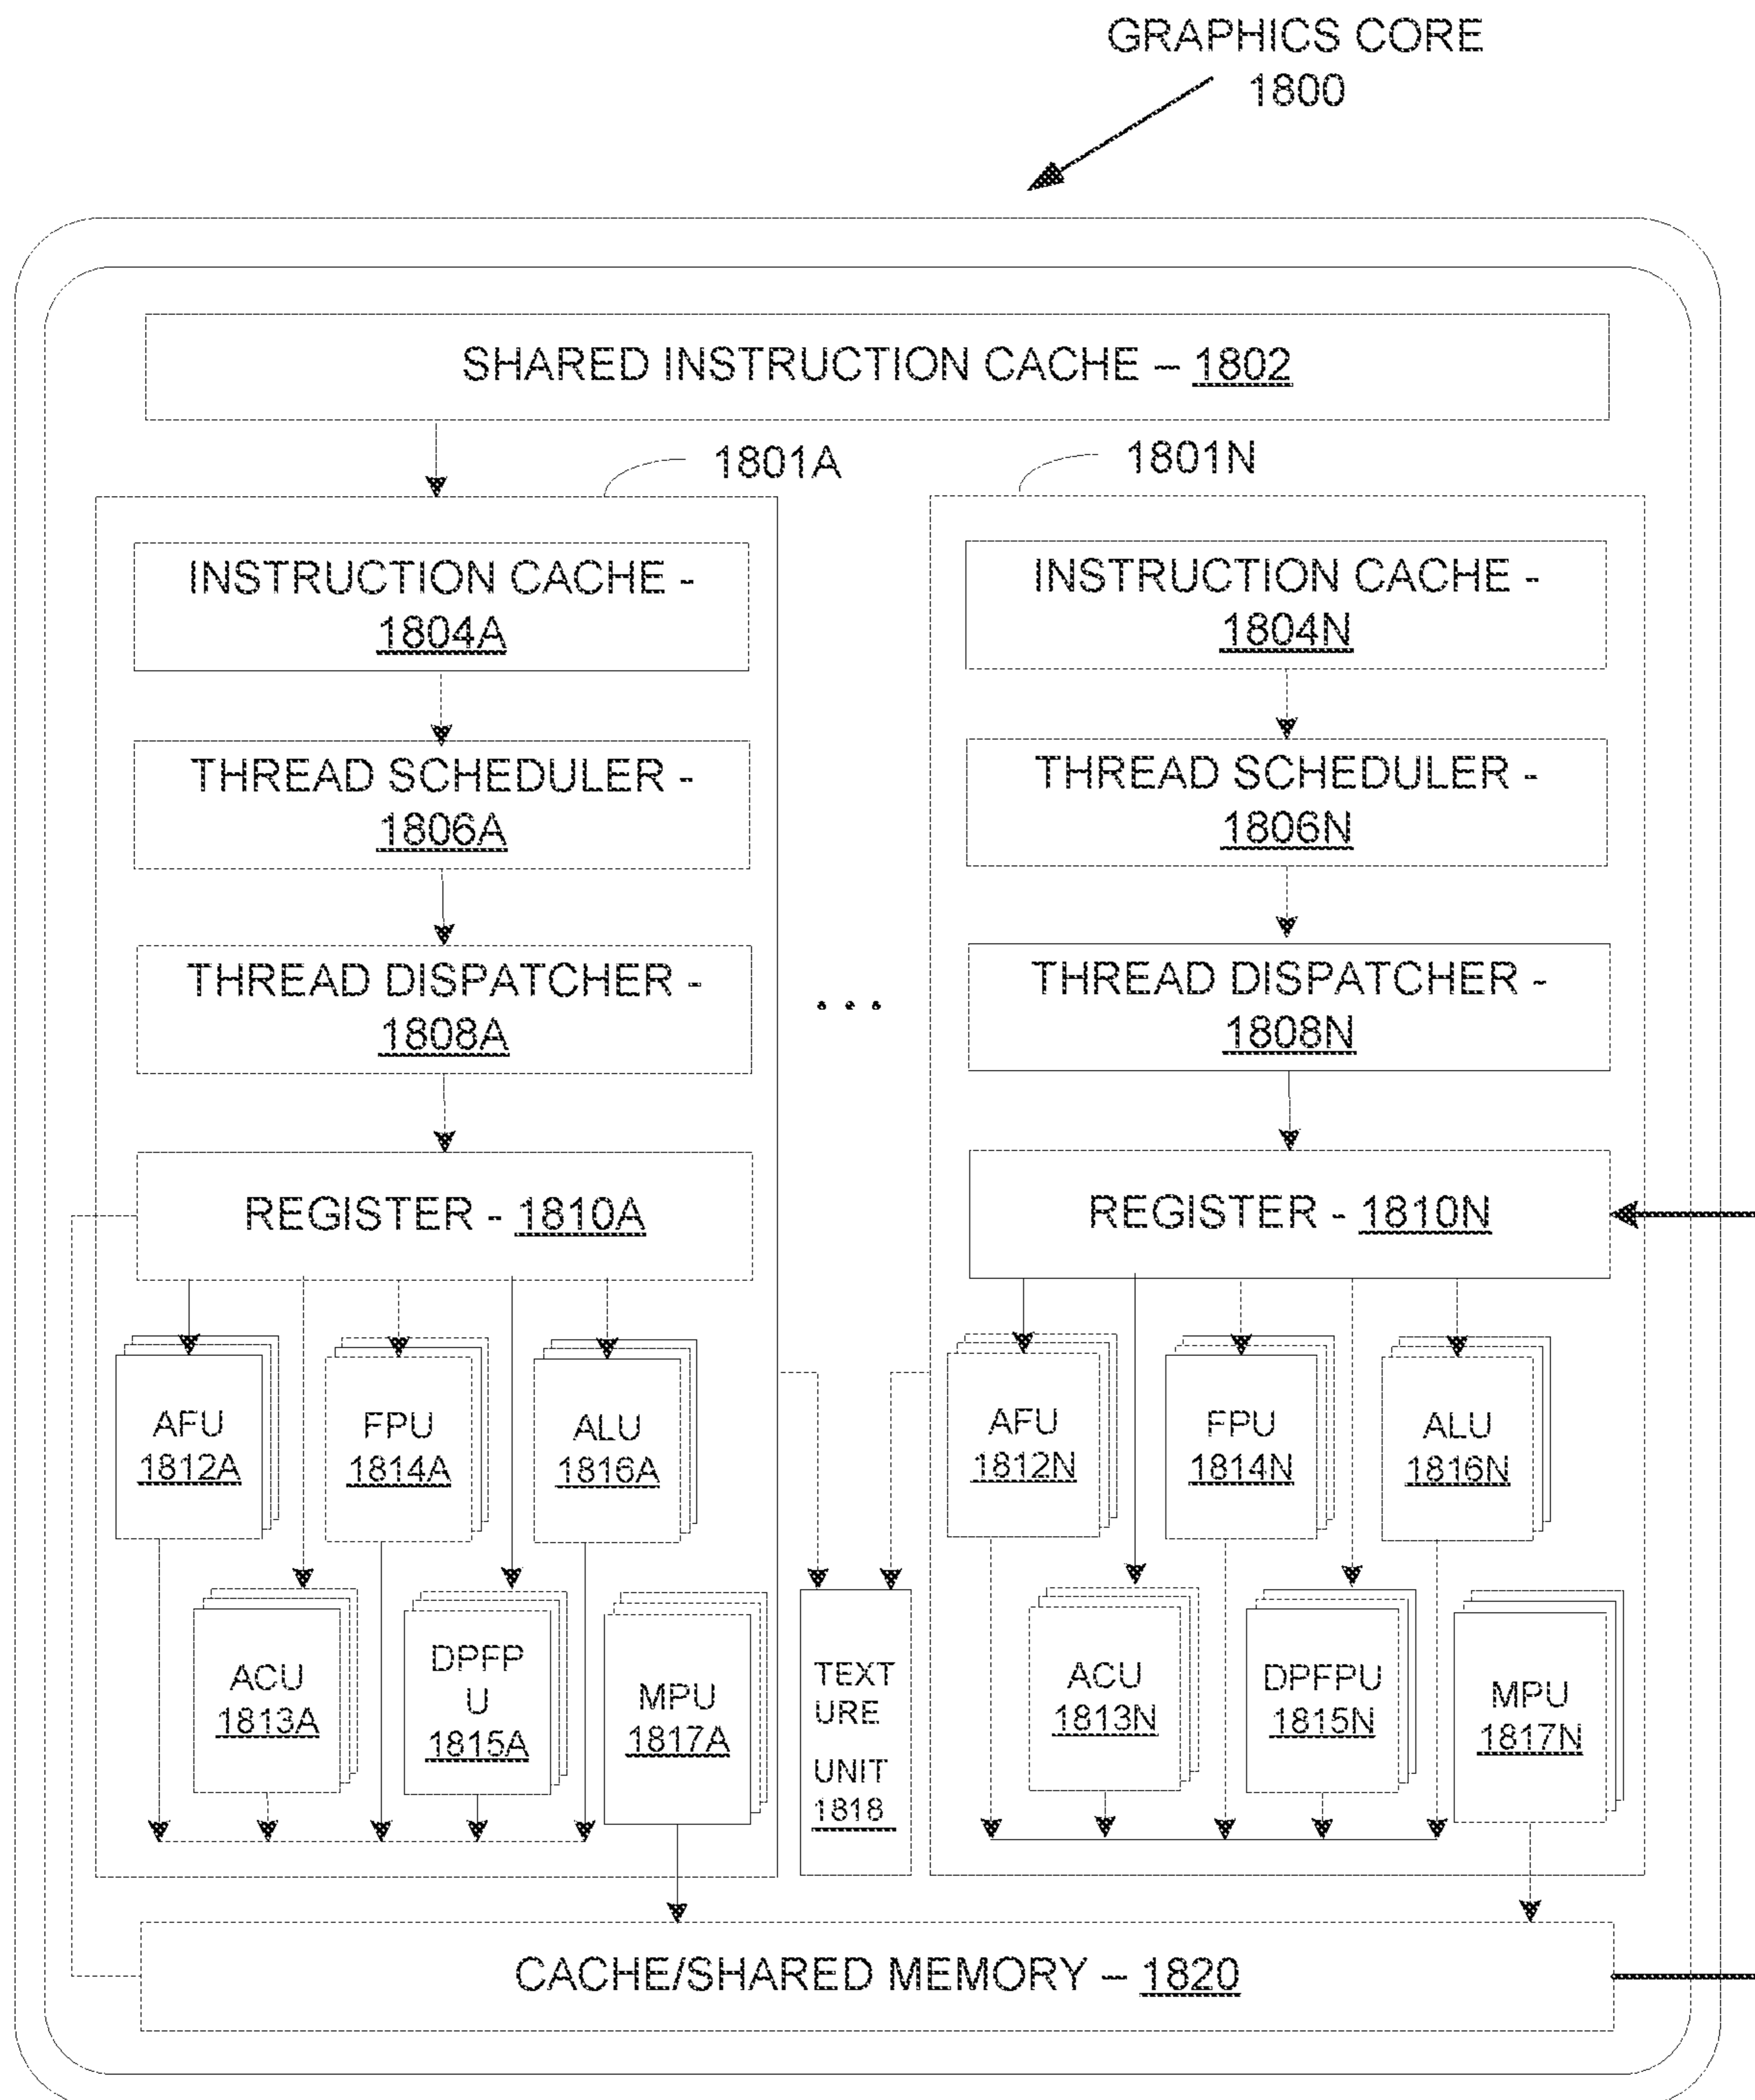 GRAPHICS CORE
1800
SHARED INSTRUCTION CACHE – 1802
1801A
1801N
INSTRUCTION CACHE -
1804A
THREAD SCHEDULER -
1806A
THREAD DISPATCHER -
1808A
REGISTER - 1810A
AFU
1812A
FPU
1814A
ALU
1816A
ACU
1813A
DPFP
U
1815A
MPU
1817A
. . .
TEXT
URE
UNIT
1818
INSTRUCTION CACHE -
1804N
THREAD SCHEDULER -
1806N
THREAD DISPATCHER -
1808N
REGISTER - 1810N
AFU
1812N
FPU
1814N
ALU
1816N
ACU
1813N
DPFPU
1815N
MPU
1817N
CACHE/SHARED MEMORY – 1820